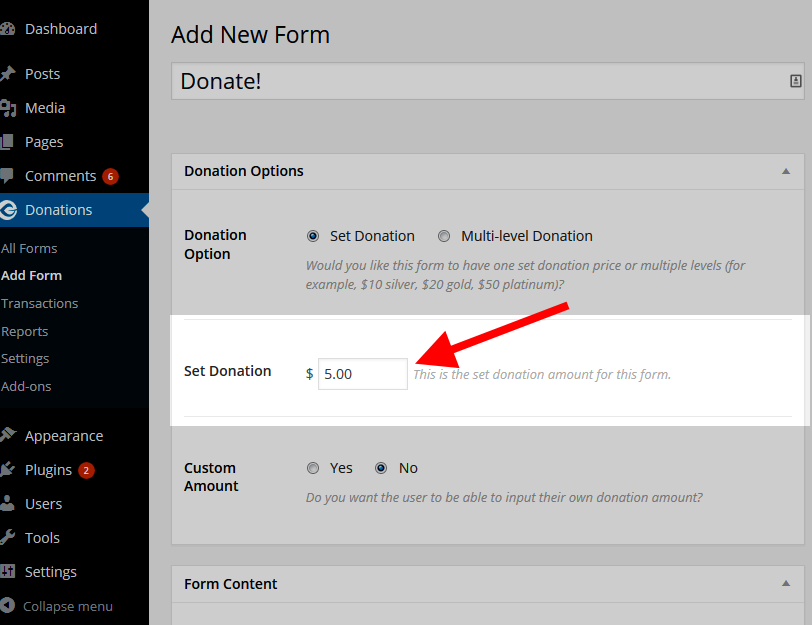 Dashboard
Posts
Media
Pages
Comments 6
Donations
All Forms
Add Form
Transactions
Reports
Settings
Add-ons
Appearance
Plugins 2
Users
Tools
Settings
Collapse menu
Add New Form
Donate!
Donation Options
Donation
Option
Set Donation Multi-level Donation
Would you like this form to have one set donation price or multiple levels (for
example, $10 silver, $20 gold, $50 platinum)?
Set Donation
$ 5.00 This is the set donation amount for this form.
Custom
Amount
Yes No
Do you want the user to be able to input their own donation amount?
Form Content